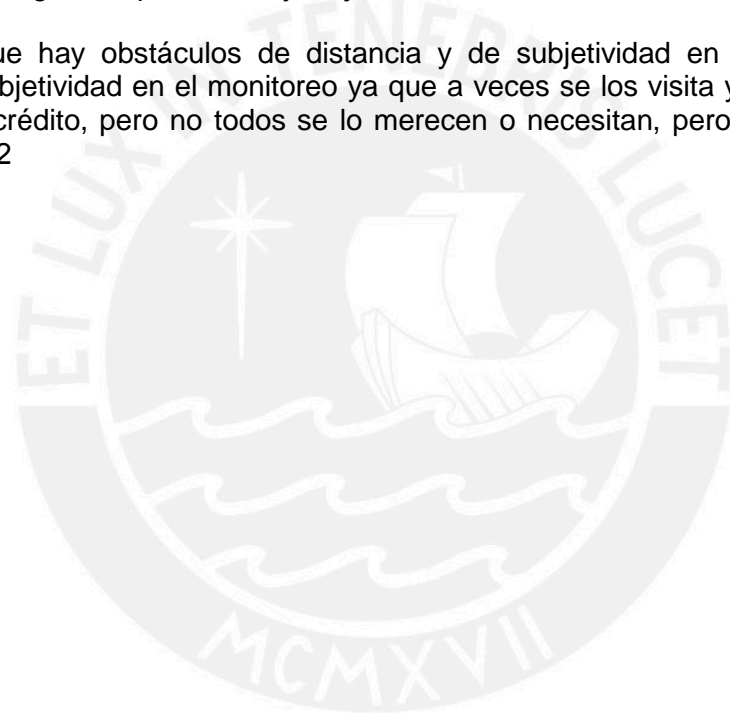 ue hay obstáculos de distancia y de subjetividad en
bjetividad en el monitoreo ya que a veces se los visita y
crédito, pero no todos se lo merecen o necesitan, pero
2
ET LUX IN TENEBRIS LUCET
MCMXVII